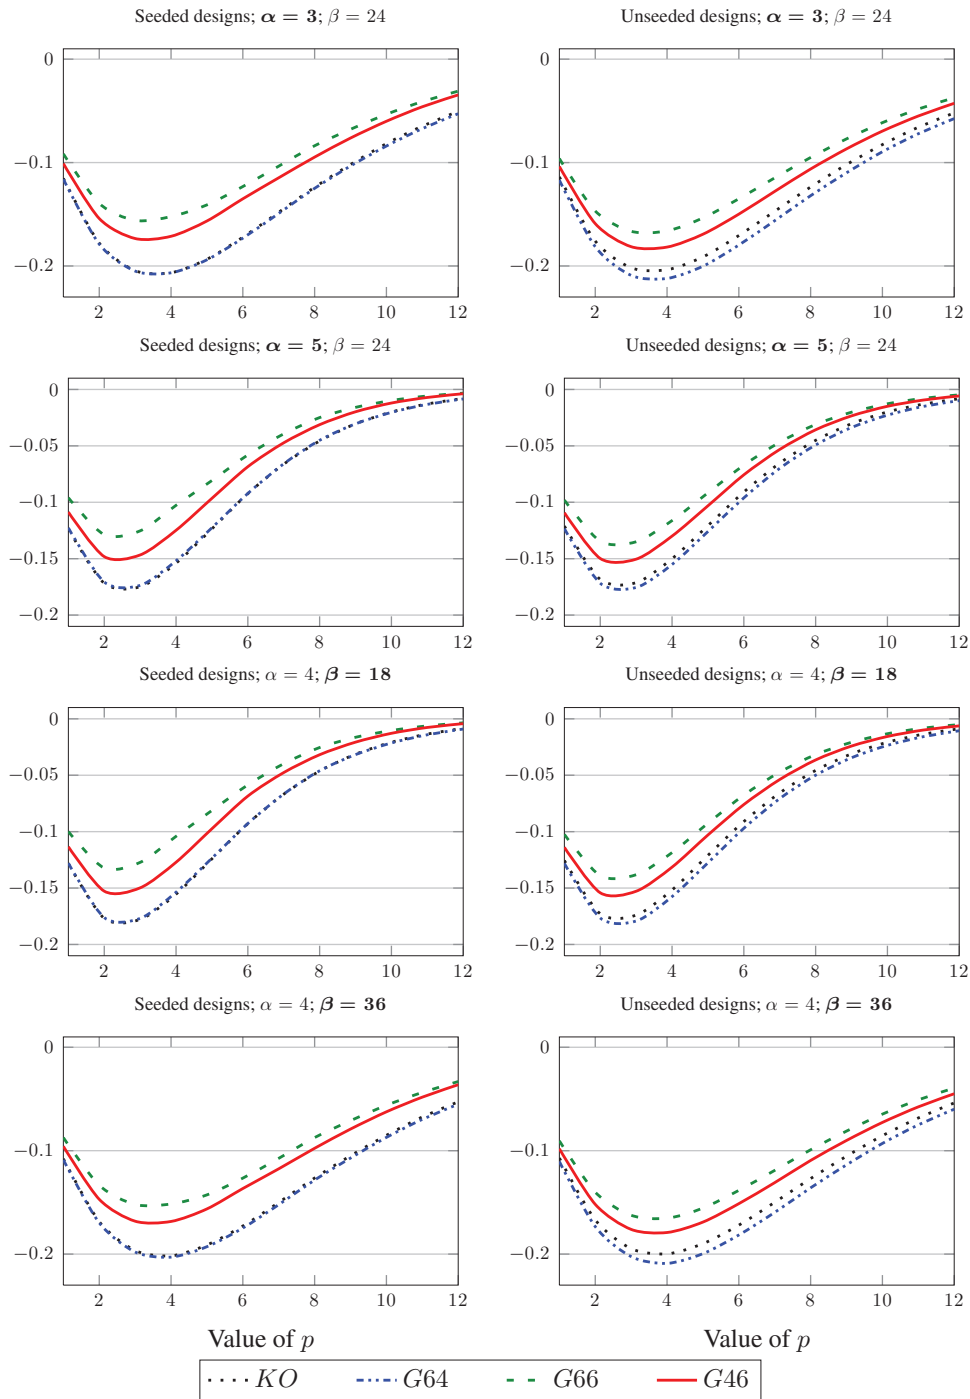 Seeded designs; α = 3; β = 24
Unseeded designs; α = 3; β = 24
0
−0.1
−0.2
2 4 6 8 10 12
0
−0.1
−0.2
2 4 6 8 10 12
Seeded designs; α = 5; β = 24
Unseeded designs; α = 5; β = 24
0
−0.05
−0.1
−0.15
−0.2
2 4 6 8 10 12
0
−0.05
−0.1
−0.15
−0.2
2 4 6 8 10 12
Seeded designs; α = 4; β = 18
Unseeded designs; α = 4; β = 18
0
−0.05
−0.1
−0.15
−0.2
2 4 6 8 10 12
0
−0.05
−0.1
−0.15
−0.2
2 4 6 8 10 12
Seeded designs; α = 4; β = 36
Unseeded designs; α = 4; β = 36
0
−0.1
−0.2
2 4 6 8 10 12
0
−0.1
−0.2
2 4 6 8 10 12
Value of p
Value of p
KO G64 G66 G46